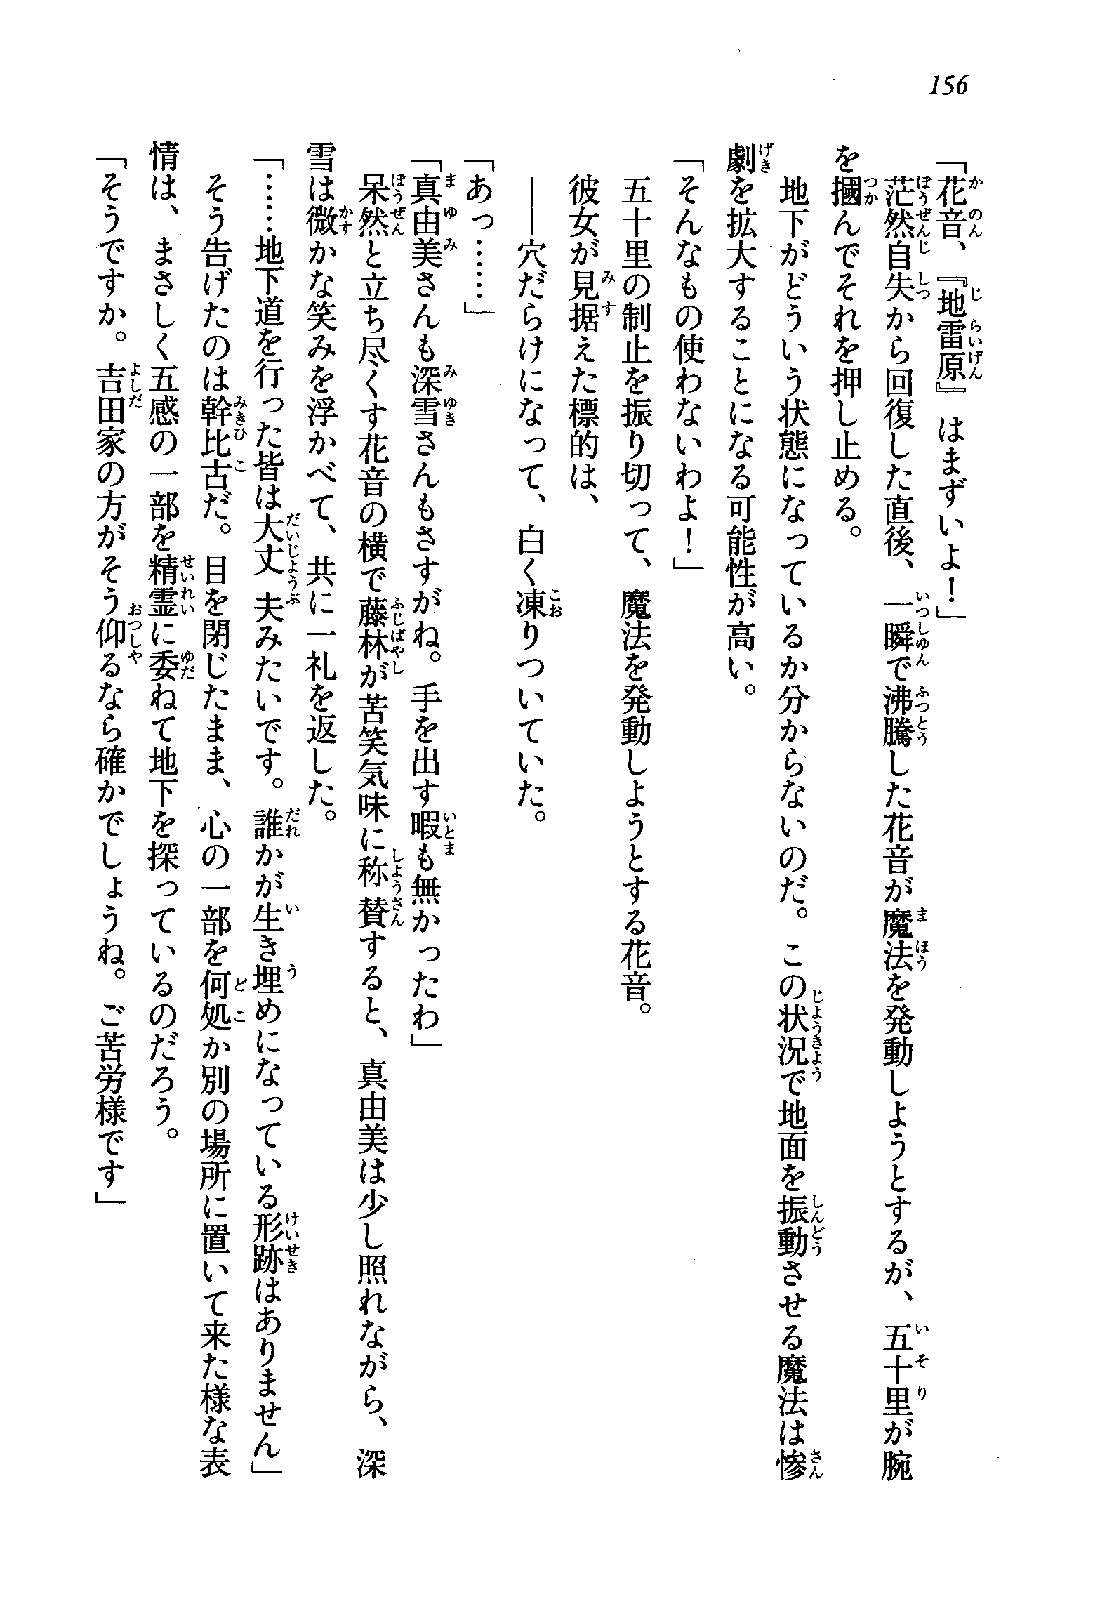 156
「花音、『地雷原』はまずいよ！」
茫然自失から回復した直後、一瞬で沸騰した花音が魔法を発動しようとするが、五十里が腕
を摑んでそれを押し止める。
地下がどういう状態になっているか分からないのだ。この状況で地面を振動させる魔法は惨
劇を拡大することになる可能性が高い。
「そんなもの使わないわよ！」
五十里の制止を振り切って、魔法を発動しようとする花音。
彼女が見据えた標的は、
――穴だらけになって、白く凍りついていた。
「あっ……」
「真由美さんも深雪さんもさすがね。手を出す暇も無かったわ」
呆然と立ち尽くす花音の横で藤林が苦笑気味に称賛すると、真由美は少し照れながら、深
雪は微かな笑みを浮かべて、共に一礼を返した。
「……地下道を行った皆は大丈夫みたいです。誰かが生き埋めになっている形跡はありません」
そう告げたのは幹比古だ。目を閉じたまま、心の一部を何処か別の場所に置いて来た様な表
情は、まさしく五感の一部を精霊に委ねて地下を探っているのだろう。
「そうですか。吉田家の方がそう仰るなら確かでしょうね。ご苦労様です」